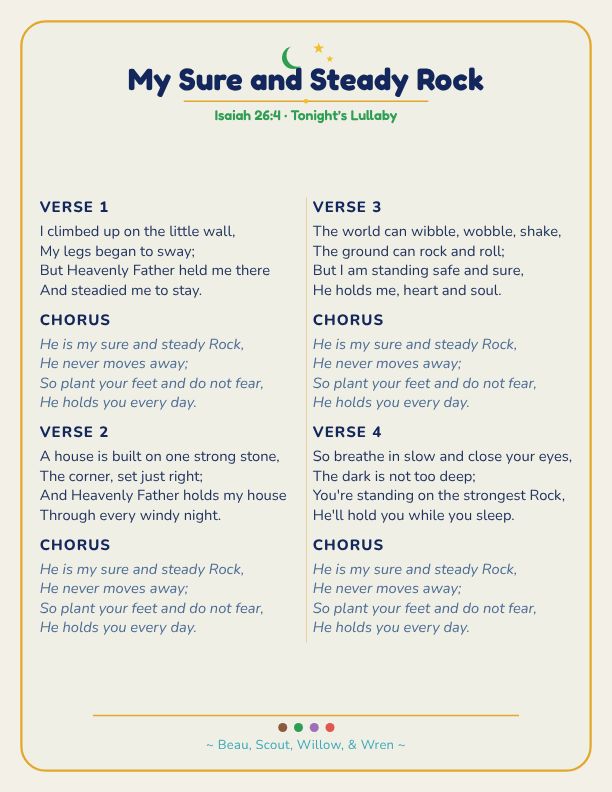 My Sure and Steady Rock
Isaiah 26:4 · Tonight's Lullaby
VERSE 1
I climbed up on the little wall,
My legs began to sway;
But Heavenly Father held me there
And steadied me to stay.
CHORUS
He is my sure and steady Rock,
He never moves away;
So plant your feet and do not fear,
He holds you every day.
VERSE 2
A house is built on one strong stone,
The corner, set just right;
And Heavenly Father holds my house
Through every windy night.
CHORUS
He is my sure and steady Rock,
He never moves away;
So plant your feet and do not fear,
He holds you every day.
VERSE 3
The world can wibble, wobble, shake,
The ground can rock and roll;
But I am standing safe and sure,
He holds me, heart and soul.
CHORUS
He is my sure and steady Rock,
He never moves away;
So plant your feet and do not fear,
He holds you every day.
VERSE 4
So breathe in slow and close your eyes,
The dark is not too deep;
You're standing on the strongest Rock,
He'll hold you while you sleep.
CHORUS
He is my sure and steady Rock,
He never moves away;
So plant your feet and do not fear,
He holds you every day.
~ Beau, Scout, Willow, & Wren ~